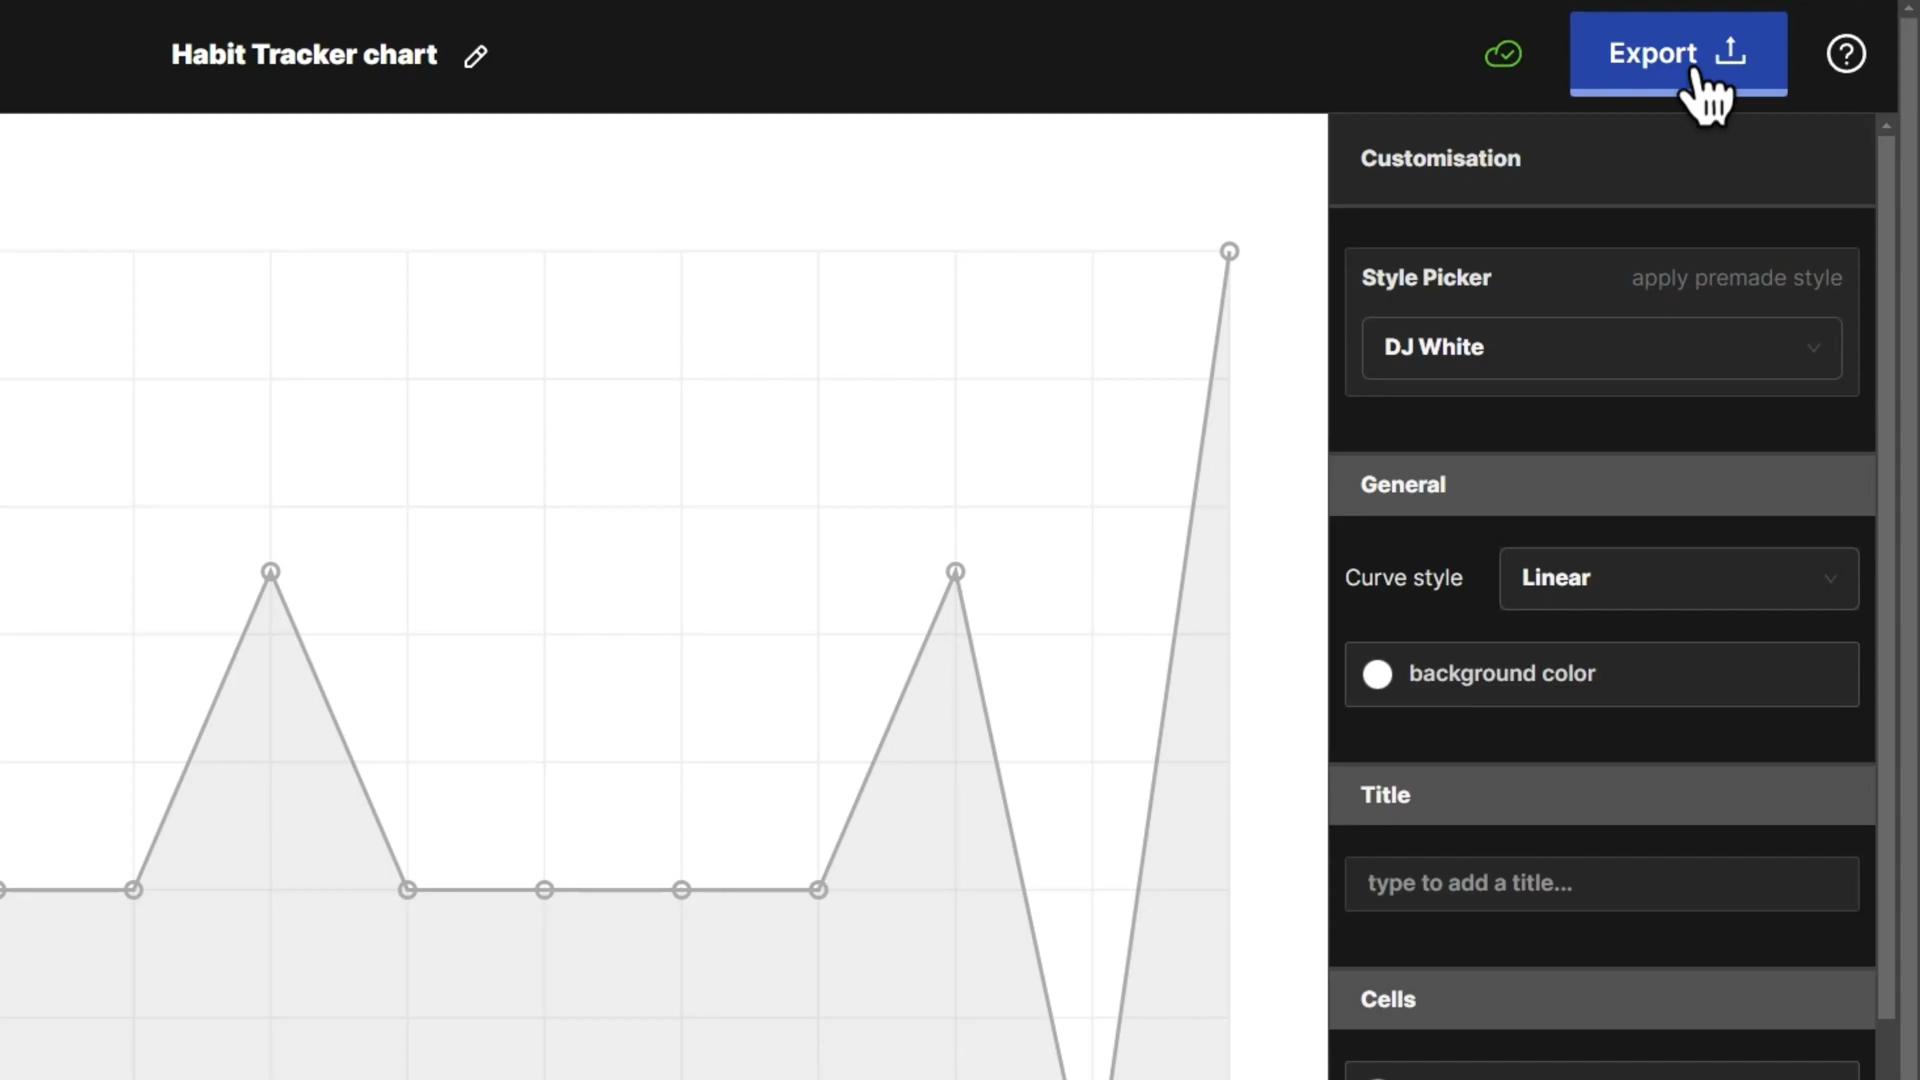 Habit Tracker chart
Export
Customisation
Style Picker
apply premade style
DJ White
General
Curve style
Linear
background color
Title
type to add a title...
Cells